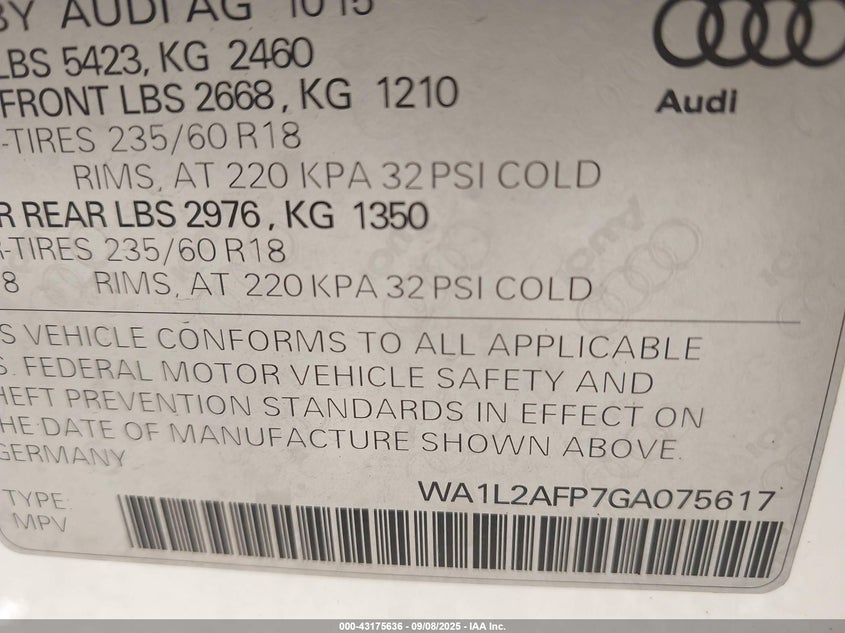 BY AUDI AG 10 15
LBS 5423, KG 2460
FRONT LBS 2668, KG 1210
-TIRES 235/60 R18
RIMS, AT 220 KPA 32 PSI COLD
R REAR LBS 2976, KG 1350
-TIRES 235/60 R18
8 RIMS, AT 220 KPA 32 PSI COLD
Audi
S VEHICLE CONFORMS TO ALL APPLICABLE
S. FEDERAL MOTOR VEHICLE SAFETY AND
HEFT PREVENTION STANDARDS IN EFFECT ON
HE DATE OF MANUFACTURE SHOWN ABOVE.
GERMANY
WA1L2AFP7GA075617
TYPE:
MPV
000-43175636 - 09/08/2025 - IAA Inc.